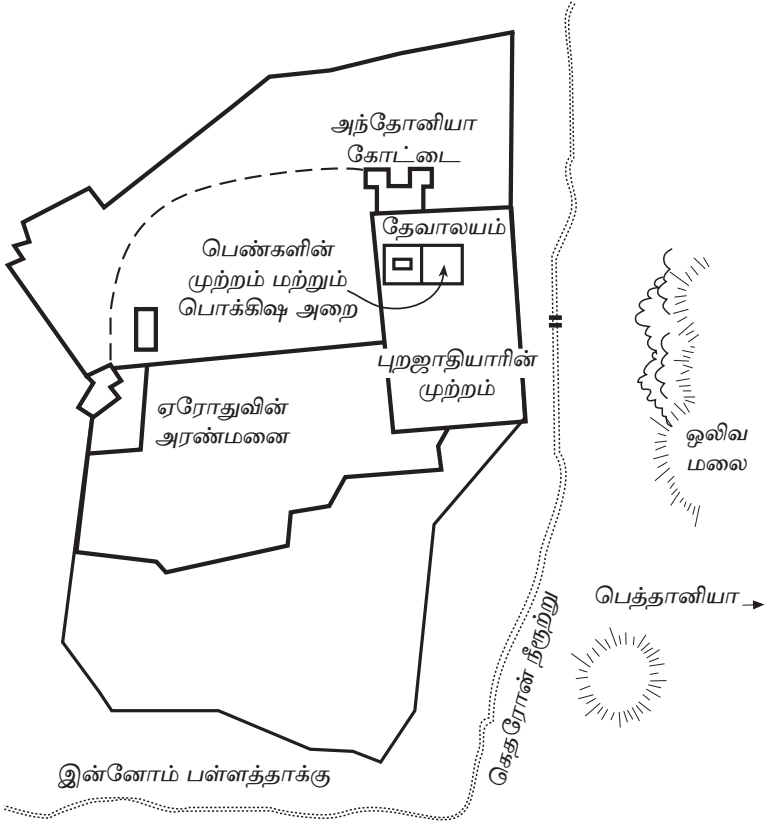 அந்தோனியா
கோட்டை
தேவாலயம்
பெண்களின்
முற்றம் மற்றும்
பொக்கிஷ அறை
புறஜாதியாரின்
முற்றம்
ஏரோதுவின்
அரண்மனை
ஒலிவ
மலை
பெத்தானியா
கெதரோன் நீரூற்று
இன்னோம் பள்ளத்தாக்கு